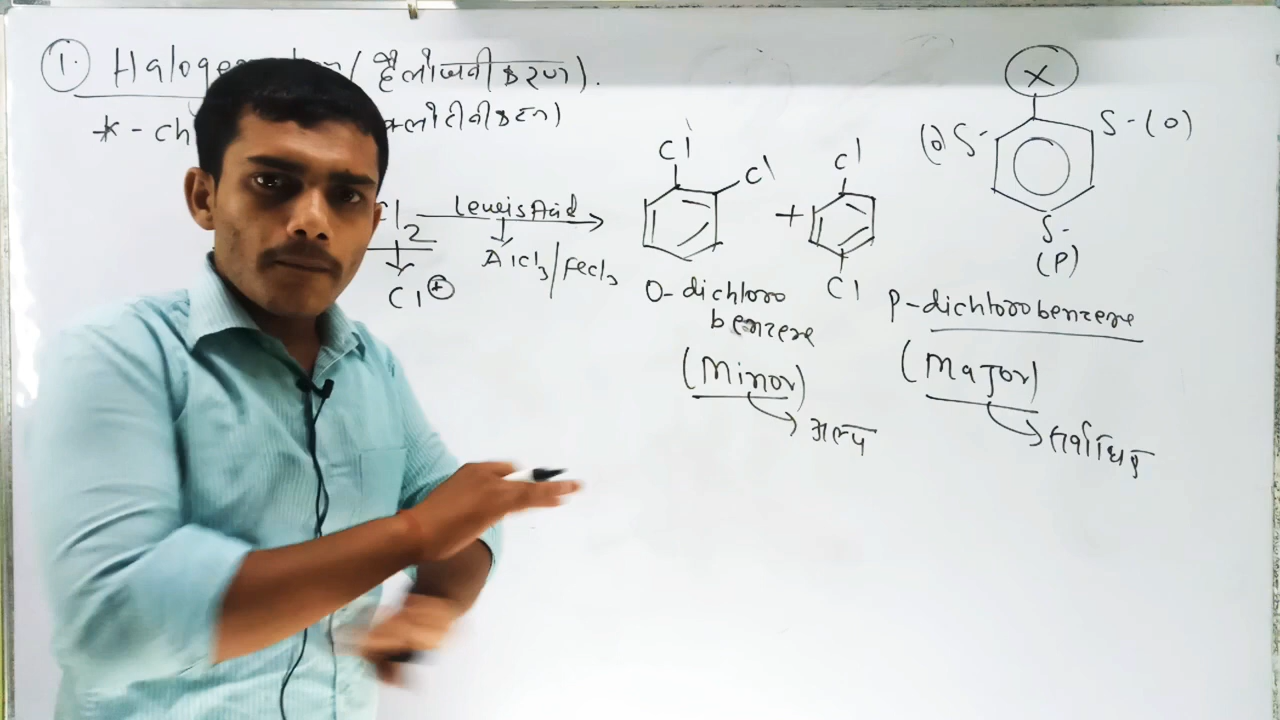 1. Halogen (हैलोजनीकरण).
* - ch क्लोरीनीकरण)
X
(o) S-
S-(O)
S-
(P)
Cl
Cl
+
Cl
Cl
Cl2
Lewis Acid
AlCl3/FeCl3
Cl+
O-dichloro
benzene
(Minor)
अल्प
P-dichlorobenzene
(Major)